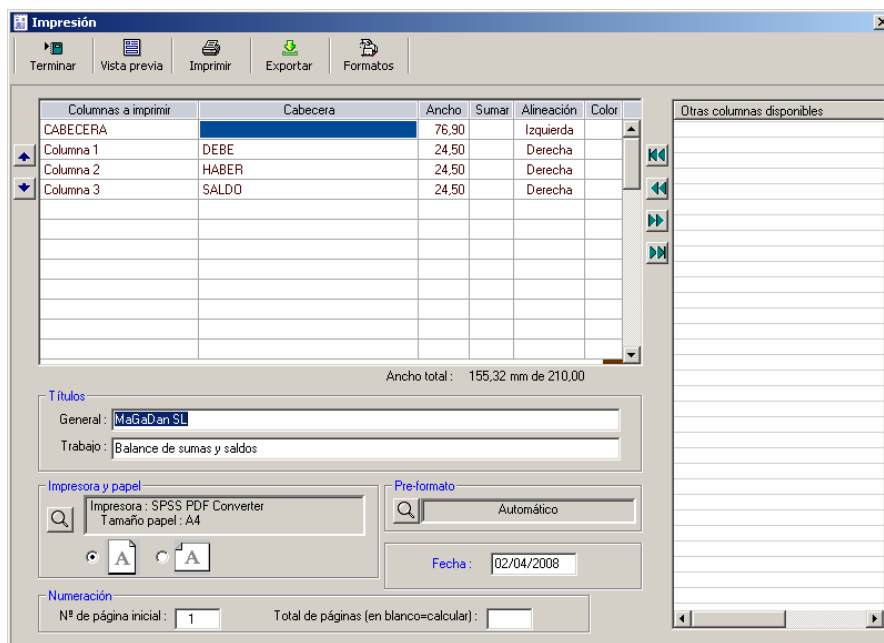 Impresión
Terminar Vista previa Imprimir Exportar Formatos
Columnas a imprimir Cabecera Ancho Sumar Alineación Color Otras columnas disponibles
CABECERA 76,90 Izquierda
Columna 1 DEBE 24,50 Derecha
Columna 2 HABER 24,50 Derecha
Columna 3 SALDO 24,50 Derecha
Ancho total : 155,32 mm de 210,00
Títulos
General : MaGaDan SL
Trabajo : Balance de sumas y saldos
Impresora y papel Pre-formato
Impresora : SPSS PDF Converter
Tamaño papel : A4 Automático
A A
Fecha : 02/04/2008
Numeración
Nª de página inicial : 1 Total de páginas (en blanco=calcular) :